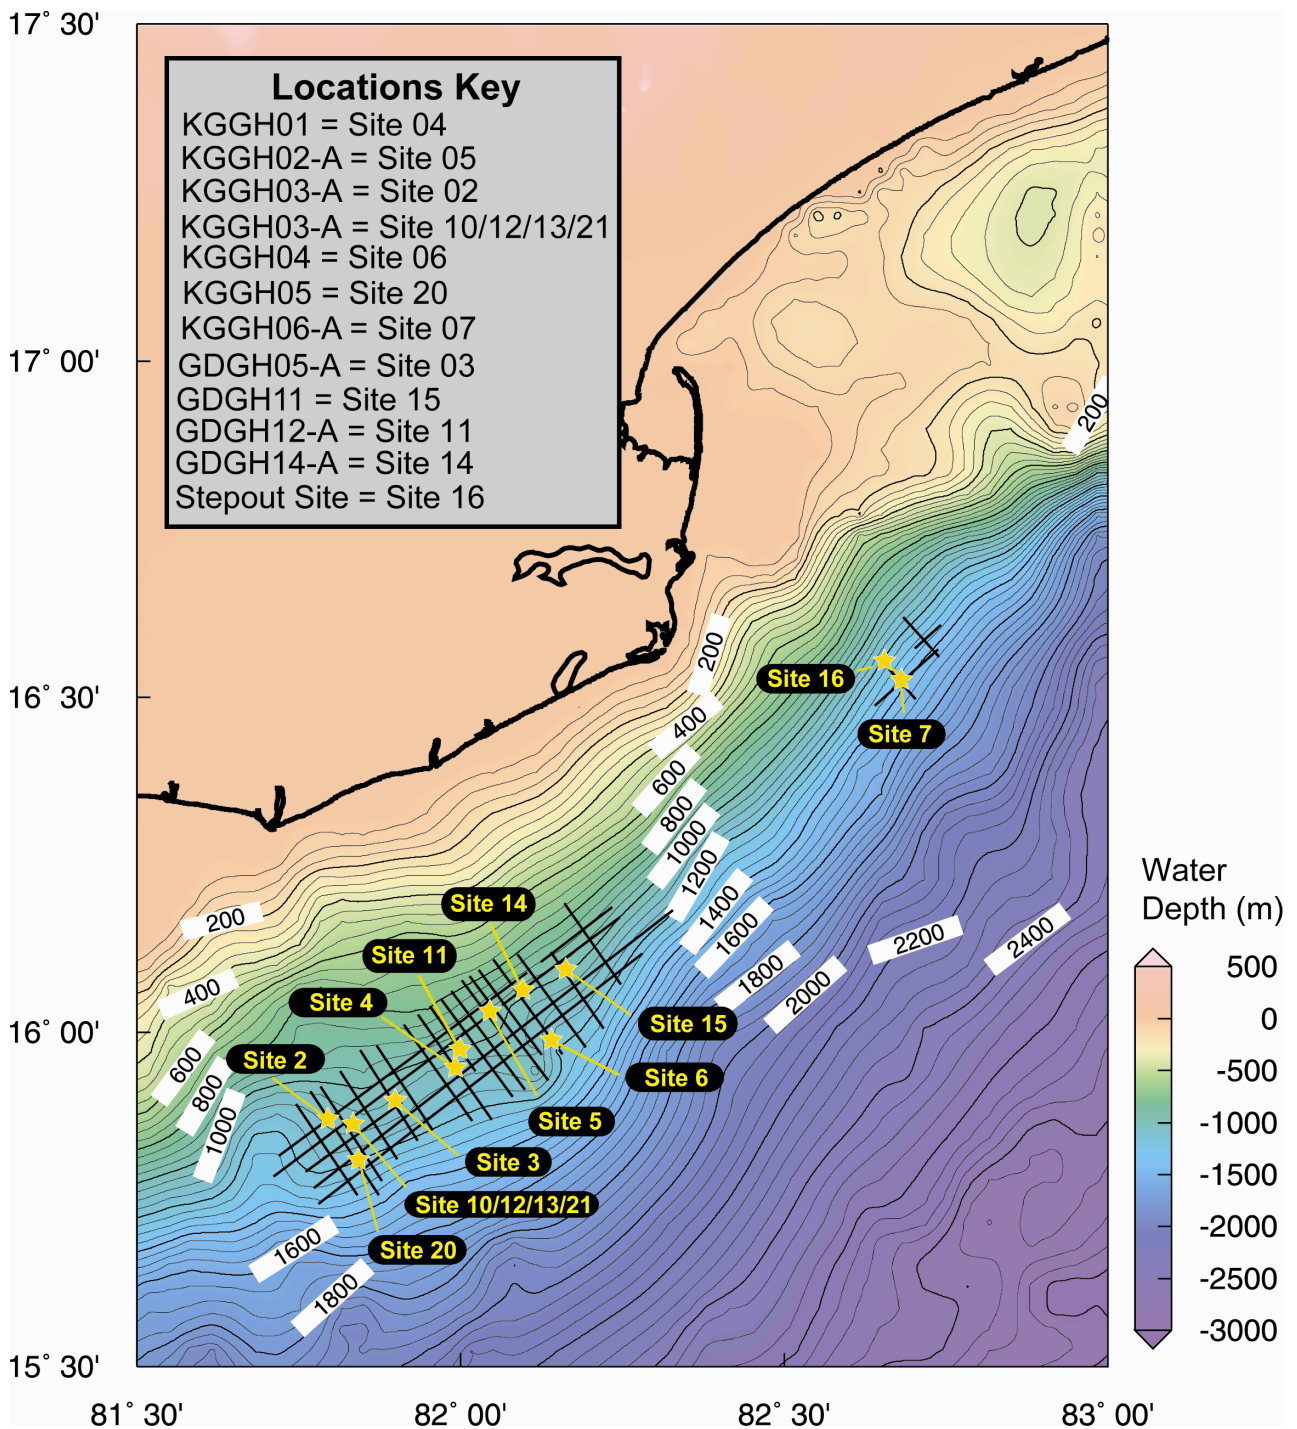 17° 30'
Locations Key
KGGH01 = Site 04
KGGH02-A = Site 05
KGGH03-A = Site 02
KGGH03-A = Site 10/12/13/21
KGGH04 = Site 06
KGGH05 = Site 20
KGGH06-A = Site 07
GDGH05-A = Site 03
GDGH11 = Site 15
GDGH12-A = Site 11
GDGH14-A = Site 14
Stepout Site = Site 16
17° 00'
200
200
Site 16
16° 30'
400
Site 7
600
800
1000
1200
Water
Depth (m)
Site 14
1400
200
1600
2200
2400
Site 11
1800
500
400
Site 4
2000
0
16° 00'
Site 15
600
Site 2
-500
800
Site 6
1000
Site 5
-1000
Site 3
-1500
Site 10/12/13/21
-2000
1600
Site 20
-2500
1800
-3000
15° 30'
81° 30'
82° 00'
82° 30'
83° 00'